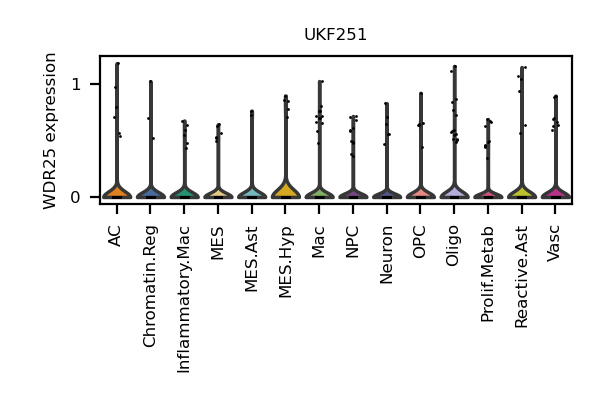 UKF251
WDR25 expression
1
0
AC
Chromatin.Reg
Inflammatory.Mac
MES
MES.Ast
MES.Hyp
Mac
NPC
Neuron
OPC
Oligo
Prolif.Metab
Reactive.Ast
Vasc